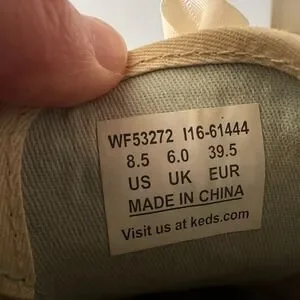 WF53272 I16-61444
8.5 6.0 39.5
US UK EUR
MADE IN CHINA
Visit us at keds.com